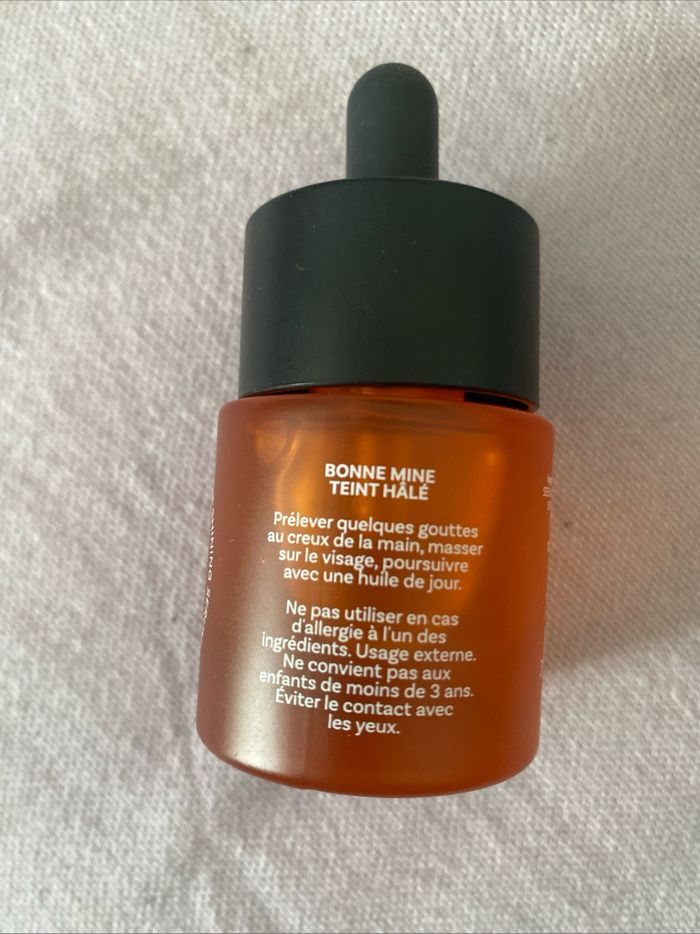 BONNE MINE
TEINT HÂLÉ
Prélever quelques gouttes
au creux de la main, masser
sur le visage, poursuivre
avec une huile de jour.
Ne pas utiliser en cas
d'allergie à l'un des
ingrédients. Usage externe.
Ne convient pas aux
enfants de moins de 3 ans.
Éviter le contact avec
les yeux.